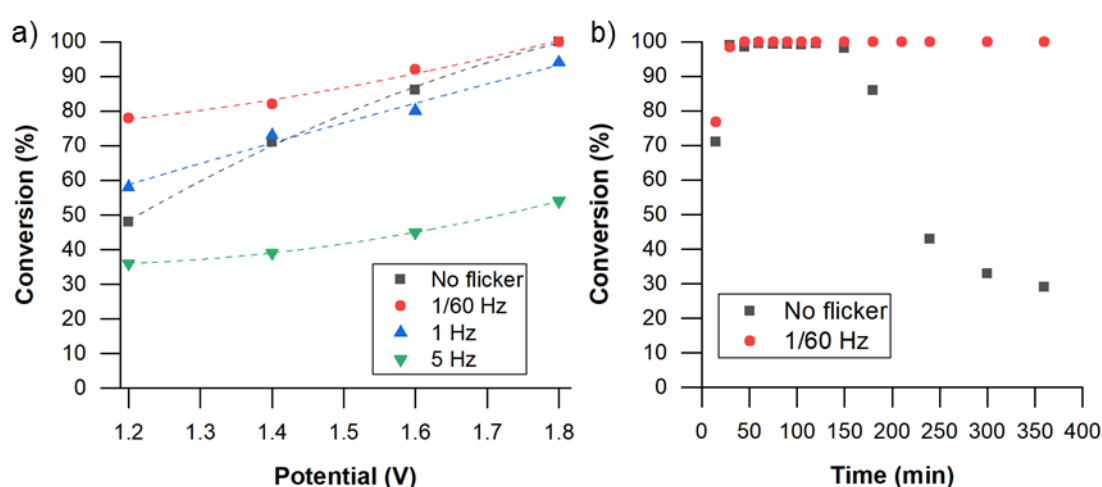 a)
Conversion (%)
100
90
80
70
60
50
40
30
20
10
0
No flicker
1/60 Hz
1 Hz
5 Hz
1.2 1.3 1.4 1.5 1.6 1.7 1.8
Potential (V)
b)
Conversion (%)
100
90
80
70
60
50
40
30
20
10
0
No flicker
1/60 Hz
0 50 100 150 200 250 300 350 400
Time (min)